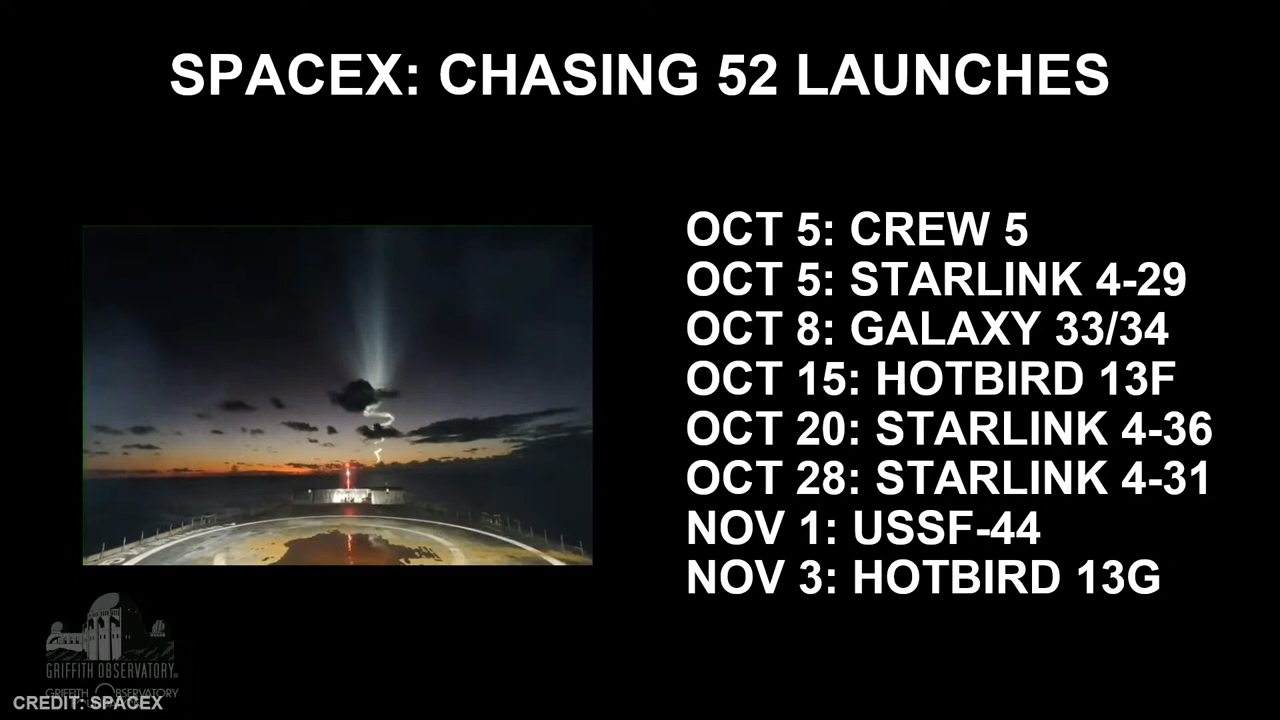 SPACEX: CHASING 52 LAUNCHES
OCT 5: CREW 5
OCT 5: STARLINK 4-29
OCT 8: GALAXY 33/34
OCT 15: HOTBIRD 13F
OCT 20: STARLINK 4-36
OCT 28: STARLINK 4-31
NOV 1: USSF-44
NOV 3: HOTBIRD 13G
GRIFFITH OBSERVATORY®
GRIFFITH OBSERVATORY
CREDIT: SPACEX